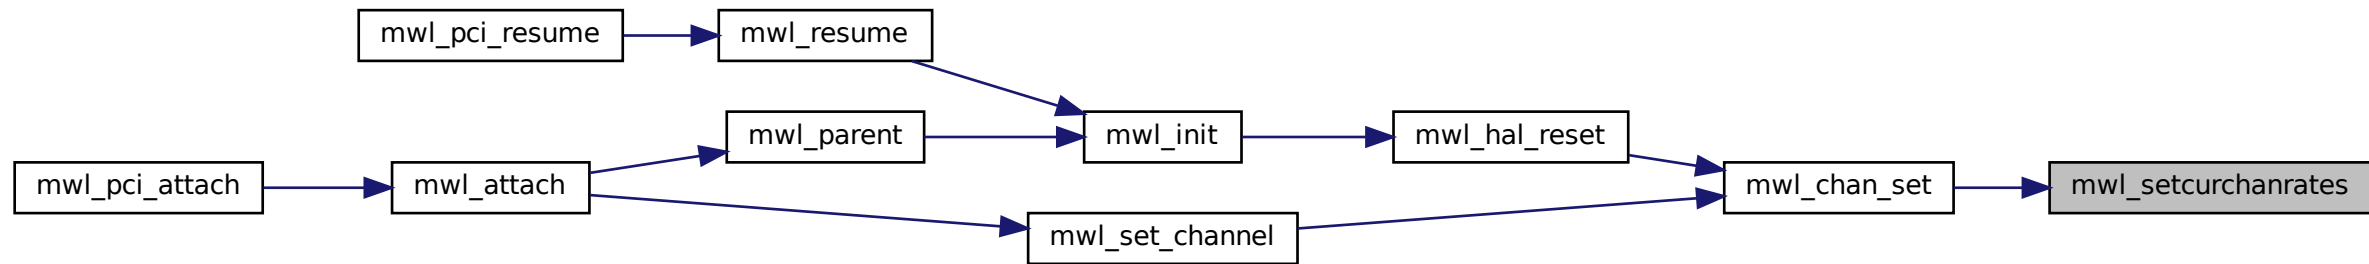 mwl_pci_resume
mwl_resume
mwl_parent
mwl_init
mwl_hal_reset
mwl_pci_attach
mwl_attach
mwl_chan_set
mwl_setcurchanrates
mwl_set_channel